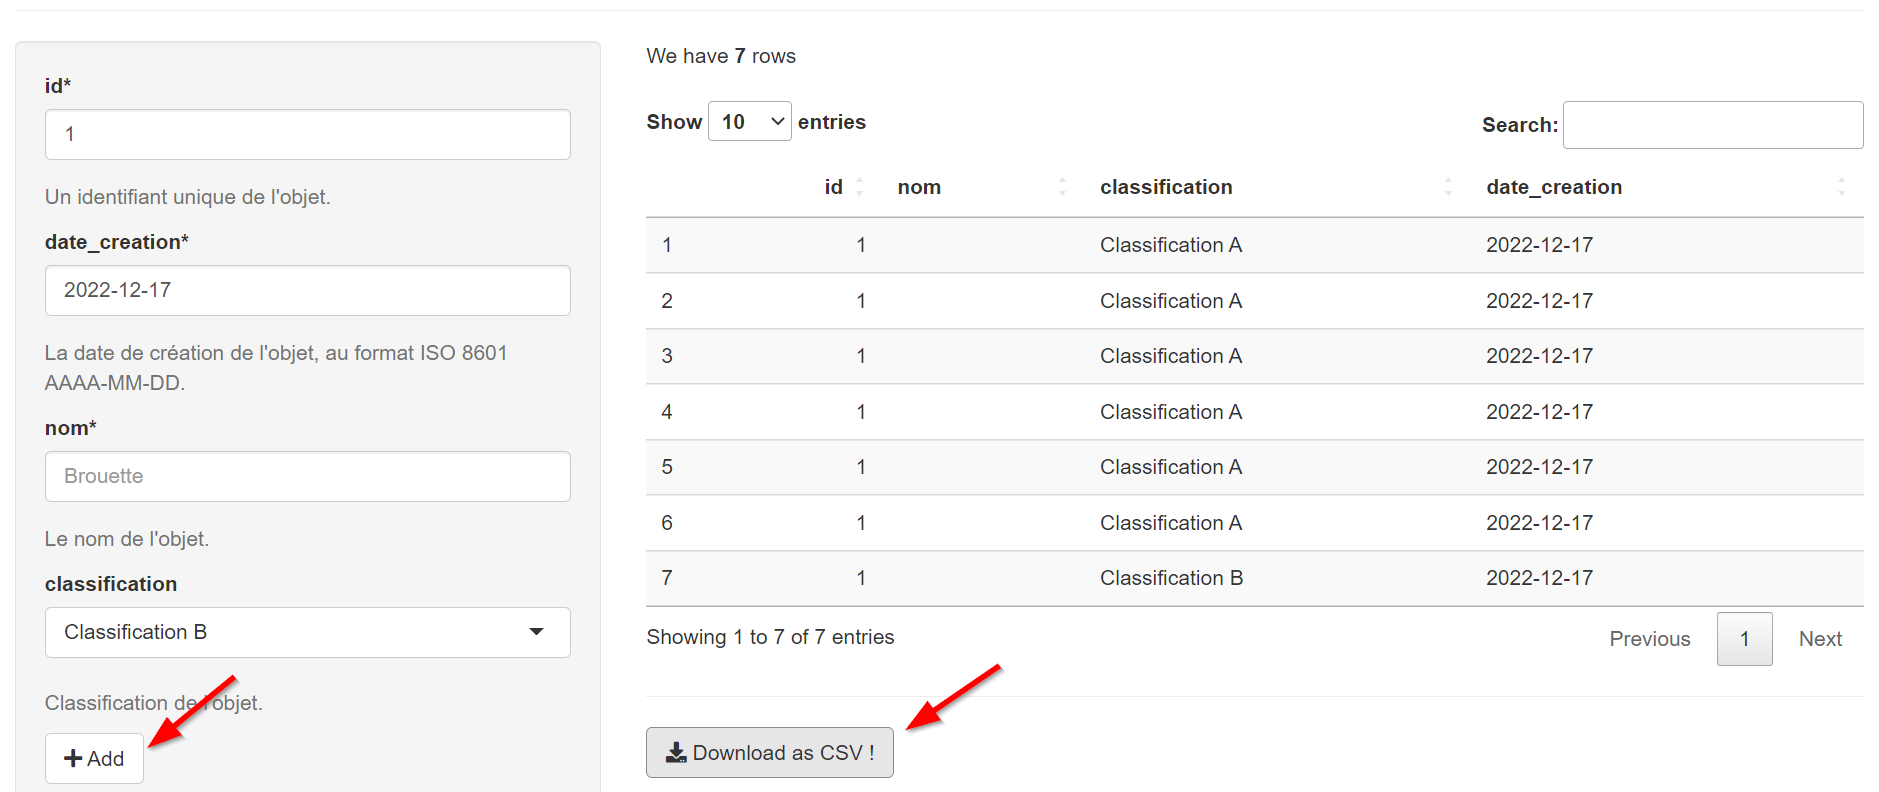 id*
1
Un identifiant unique de l'objet.
date_creation*
2022-12-17
La date de création de l'objet, au format ISO 8601
AAAA-MM-DD.
nom*
Brouette
Le nom de l'objet.
classification
Classification B
Classification de l'objet.
Add
We have 7 rows
Show 10 entries
Search:
id nom classification date_creation
1 1 Classification A 2022-12-17
2 1 Classification A 2022-12-17
3 1 Classification A 2022-12-17
4 1 Classification A 2022-12-17
5 1 Classification A 2022-12-17
6 1 Classification A 2022-12-17
7 1 Classification B 2022-12-17
Showing 1 to 7 of 7 entries
Previous 1 Next
Download as CSV !